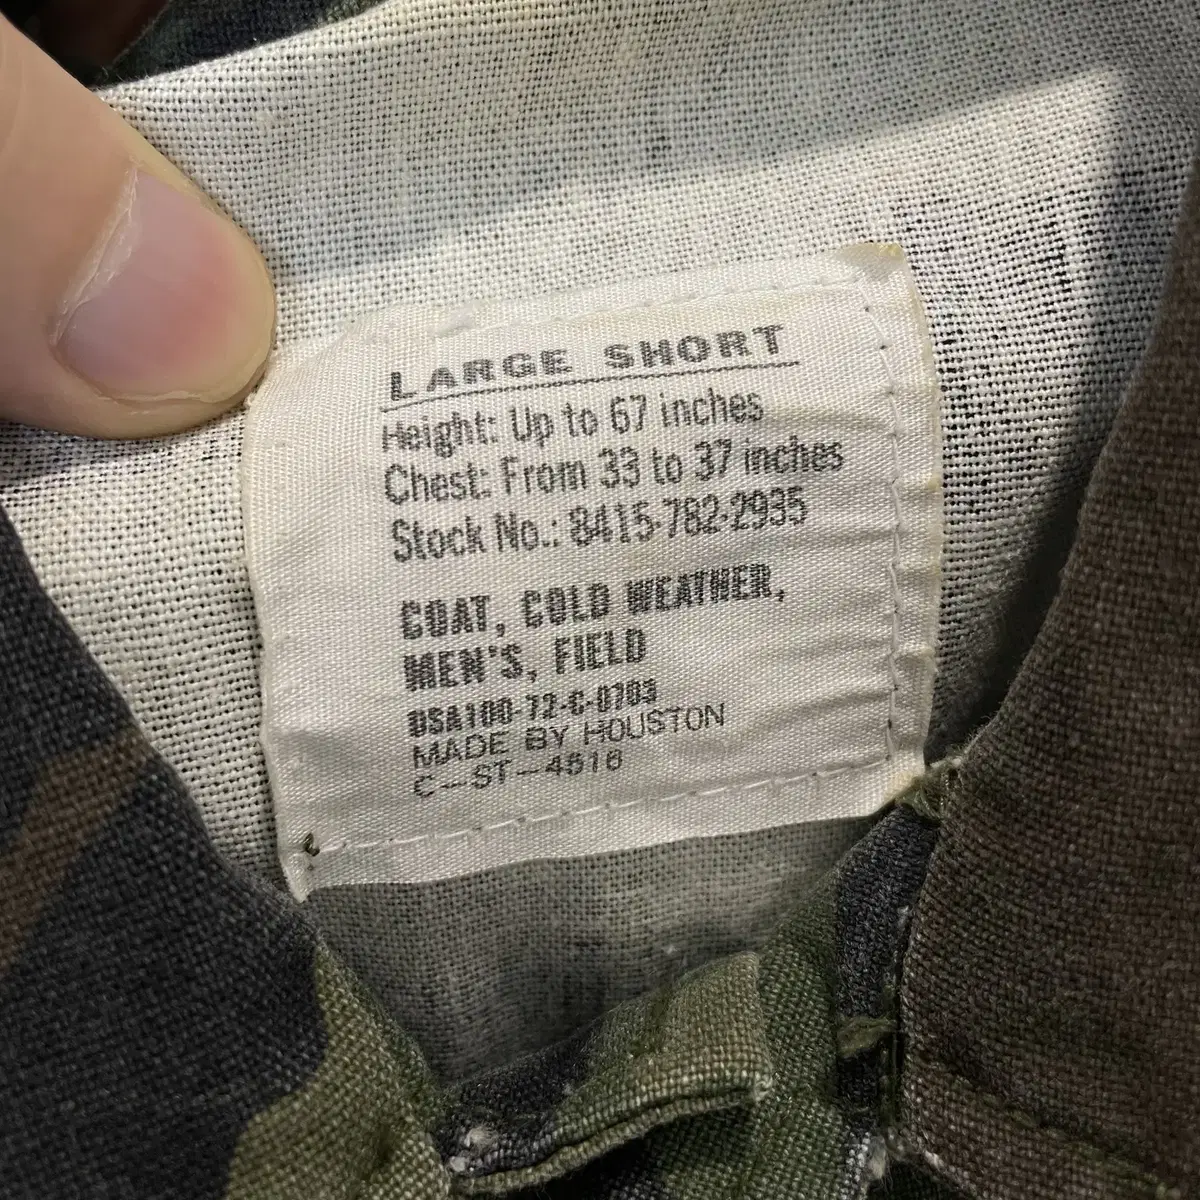 LARGE SHORT
Height: Up to 67 inches
Chest: From 33 to 37 inches
Stock No.: 8415-782-2935
COAT, COLD WEATHER,
MEN'S, FIELD
DSA100-72-C-0703
MADE BY HOUSTON
C-ST-4616